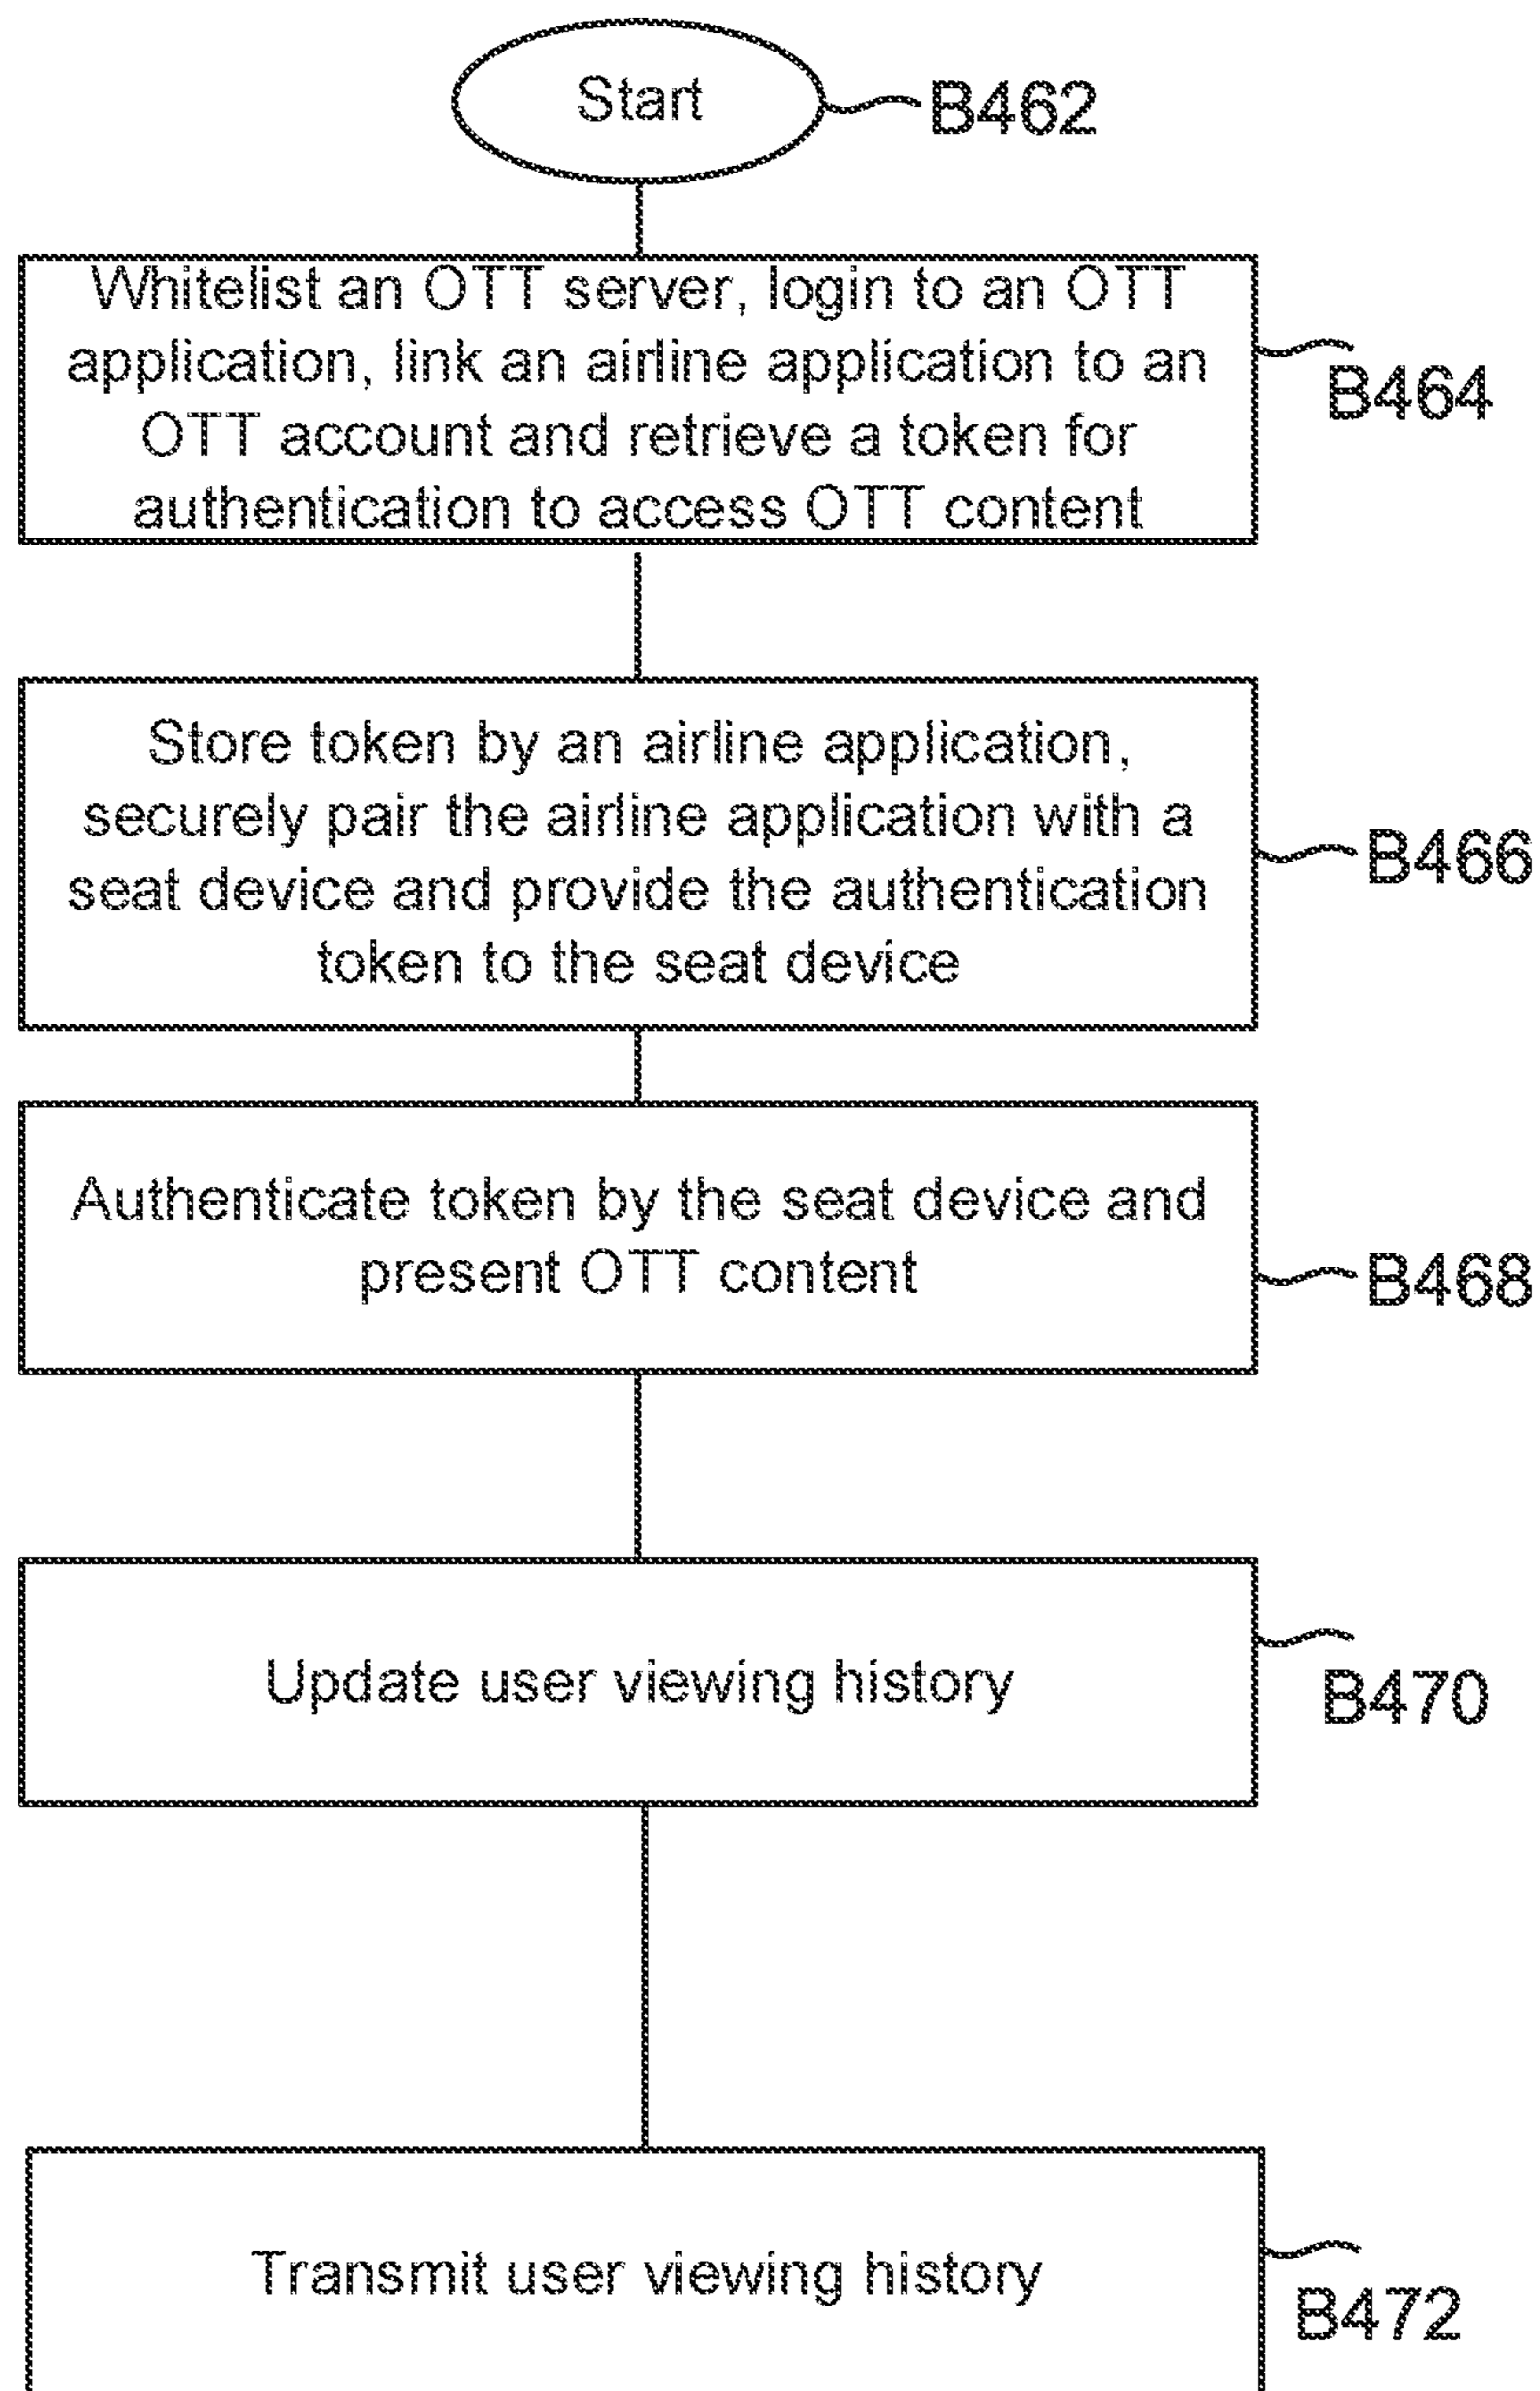 Start
B462
Whitelist an OTT server, login to an OTT
application, link an airline application to an
OTT account and retrieve a token for
authentication to access OTT content
B464
Store token by an airline application,
securely pair the airline application with a
seat device and provide the authentication
token to the seat device
B466
Authenticate token by the seat device and
present OTT content
B468
Update user viewing history
B470
Transmit user viewing history
B472